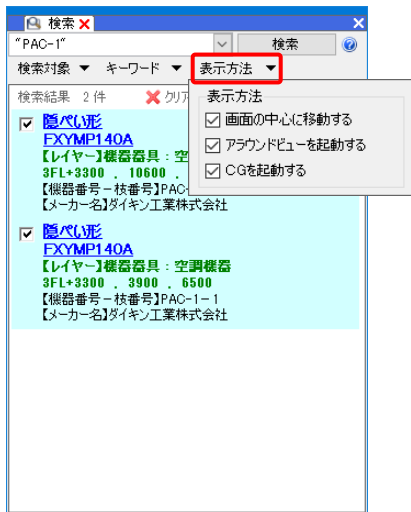 検索
"PAC-1"
検索
検索対象 ▼ キーワード ▼ 表示方法 ▼
検索結果 2 件
クリア
表示方法
画面の中心に移動する
アラウンドビューを起動する
CGを起動する
隠ぺい形
FXYMP140A
【レイヤー】機器器具：空
3FL+3300 , 10600 ,
【機器番号－枝番号】PAC-
【メーカー名】ダイキン工業株式会社
隠ぺい形
FXYMP140A
【レイヤー】機器器具：空調機器
3FL+3300 , 3900 , 6500
【機器番号－枝番号】PAC-1-1
【メーカー名】ダイキン工業株式会社